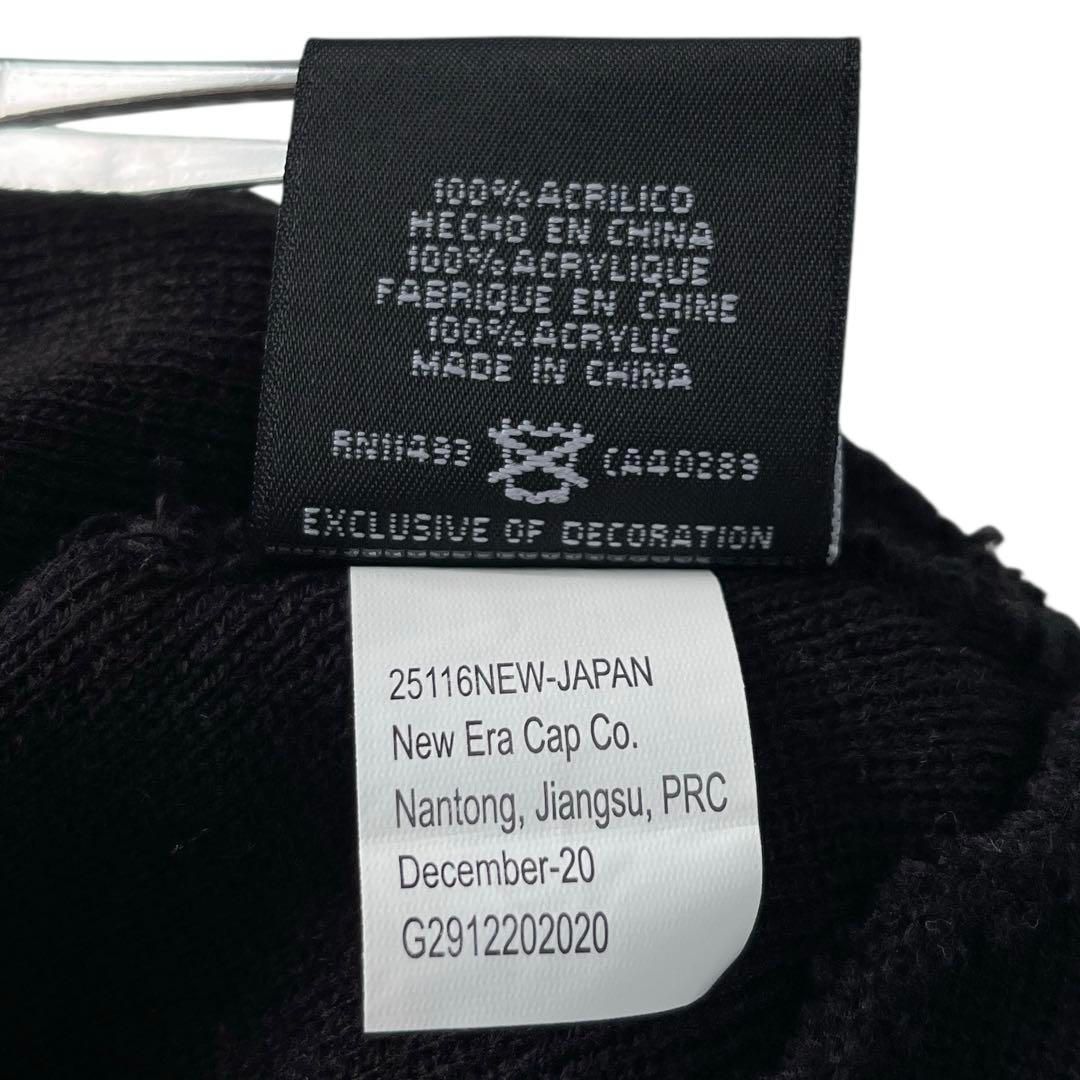 100% ACRILICO
HECHO EN CHINA
100% ACRYLIQUE
FABRIQUE EN CHINE
100% ACRYLIC
MADE IN CHINA
RN11493 CA40289
EXCLUSIVE OF DECORATION
25116NEW-JAPAN
New Era Cap Co.
Nantong, Jiangsu, PRC
December-20
G2912202020